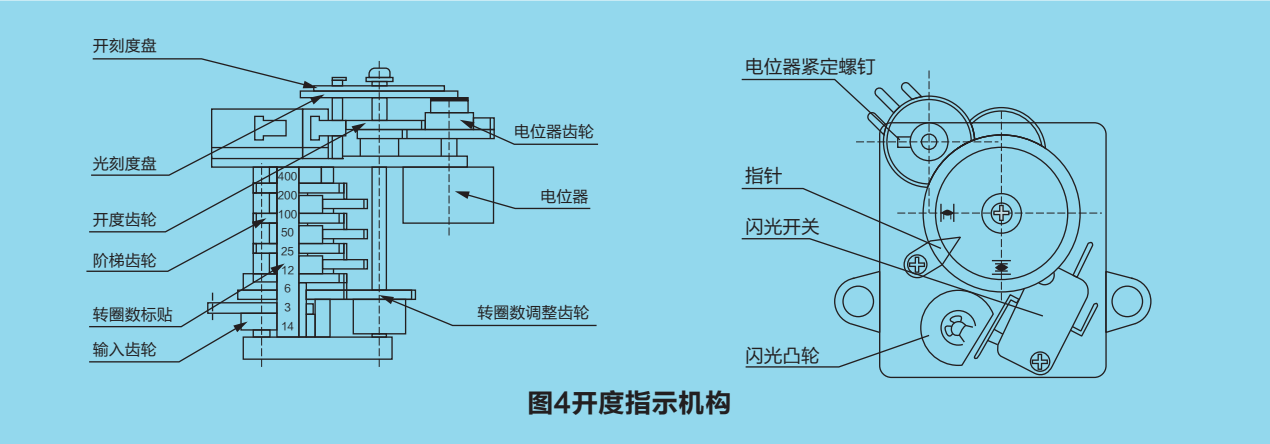 开刻度盘
光刻度盘
开度齿轮
阶梯齿轮
转圈数标贴
输入齿轮
400
200
100
50
25
12
6
3
14
电位器齿轮
电位器
转圈数调整齿轮
电位器紧定螺钉
指针
闪光开关
闪光凸轮
图4开度指示机构